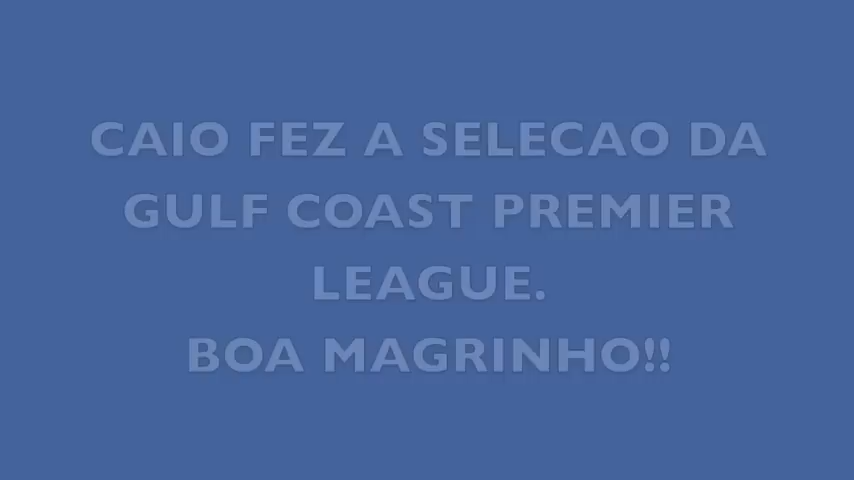 CAIO FEZ A SELECAO DA
GULF COAST PREMIER
LEAGUE.
BOA MAGRINHO!!